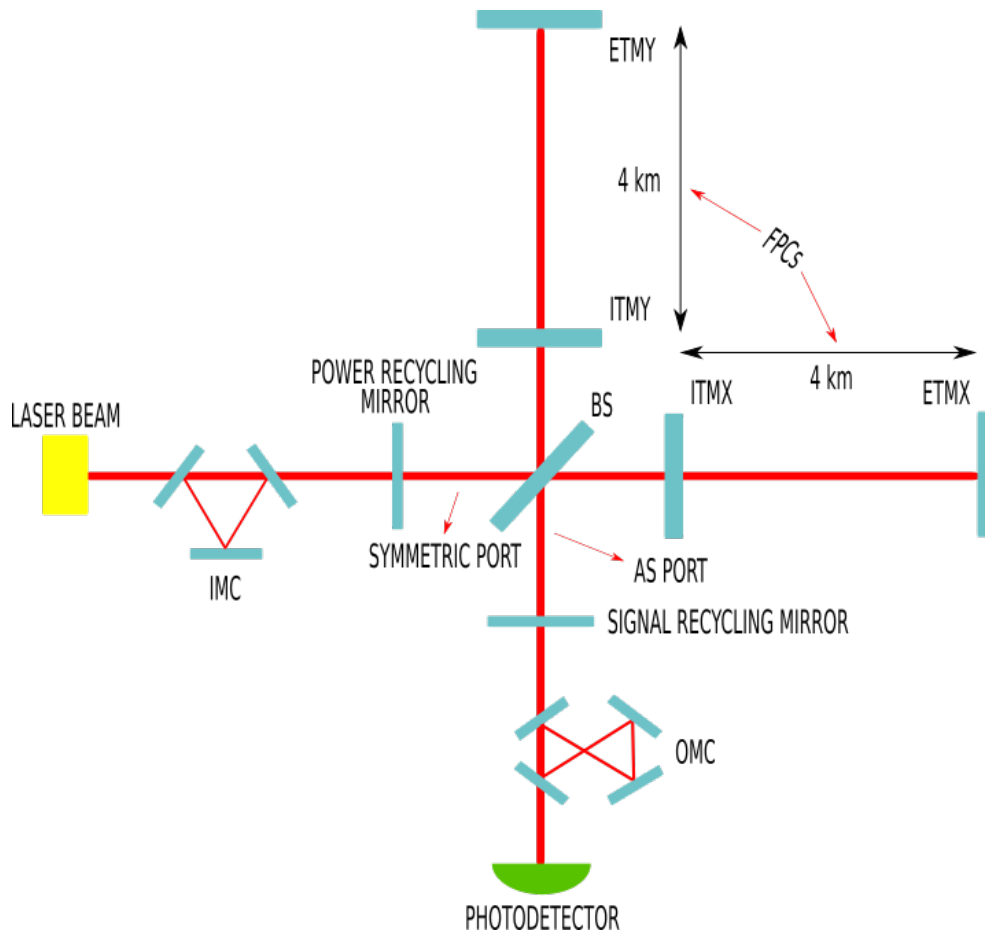 ETMY
4 km
FPCs
ITMY
4 km
POWER RECYCLING
MIRROR
ITMX
ETMX
BS
LASER BEAM
SYMMETRIC PORT
AS PORT
IMC
SIGNAL RECYCLING MIRROR
OMC
PHOTODETECTOR